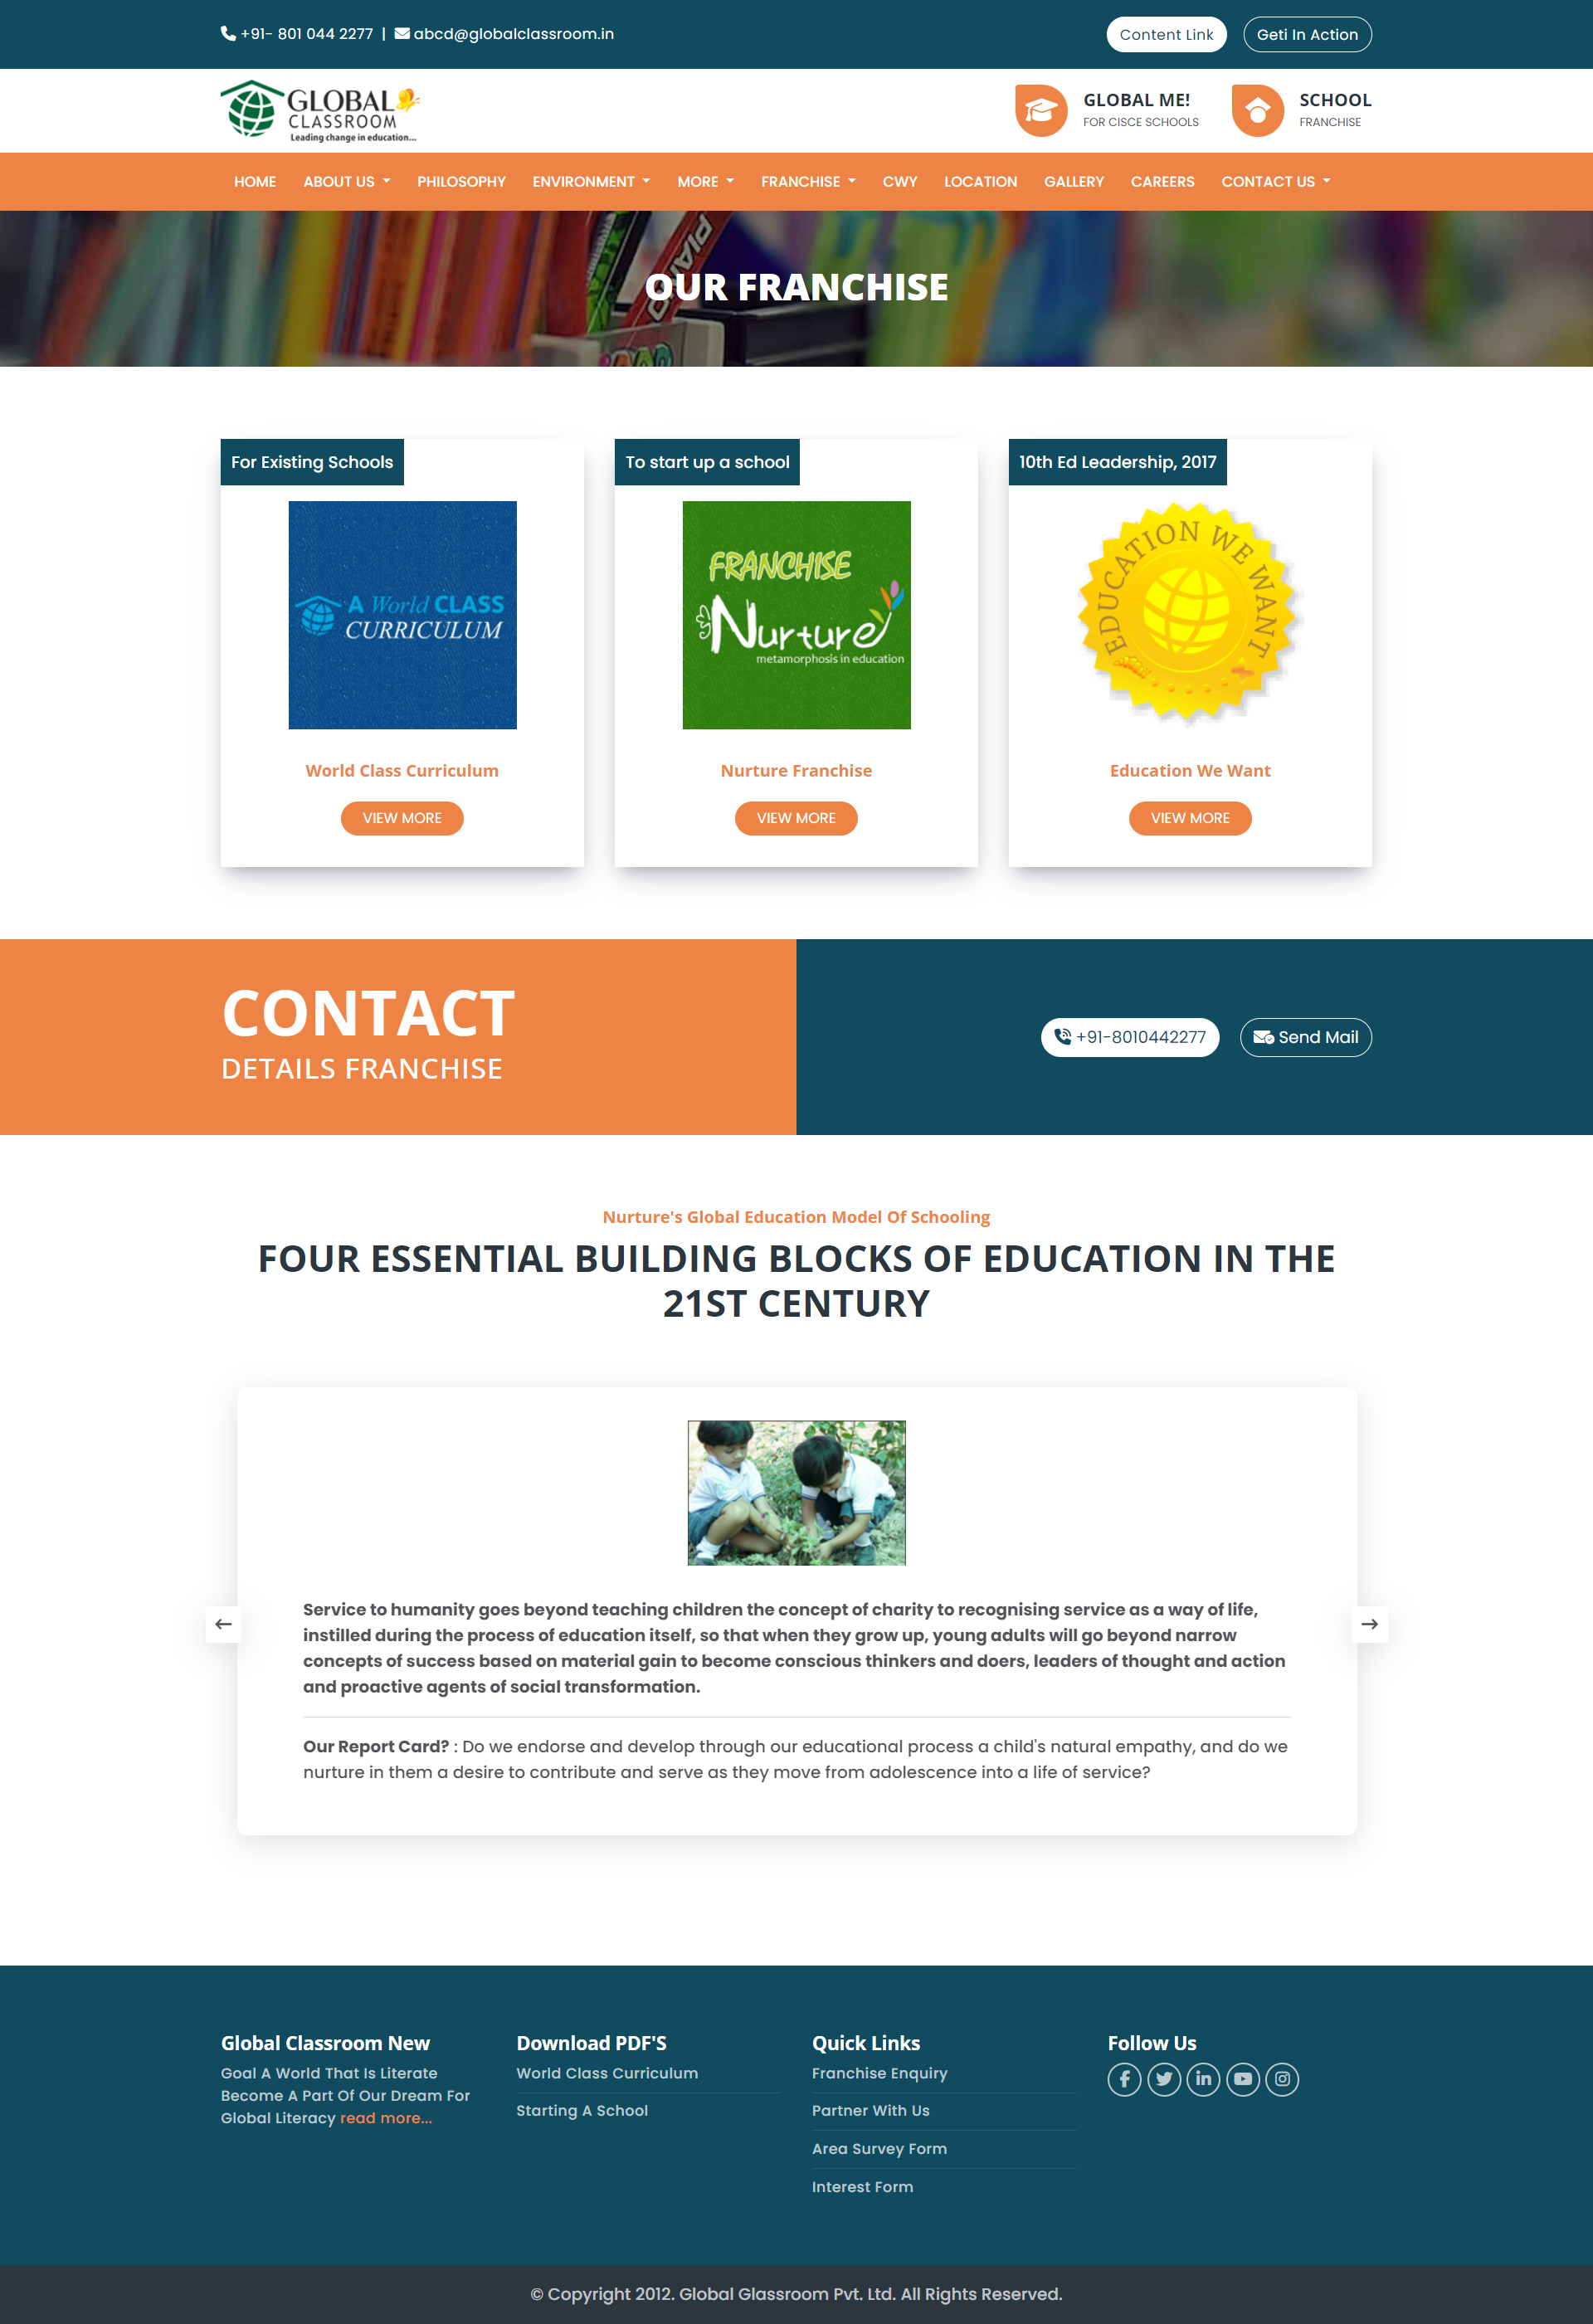 +91- 801 044 2277 | abcd@globalclassroom.in
Content Link
Geti In Action
GLOBAL
CLASSROOM
Leading change in education...
GLOBAL ME!
FOR CISCE SCHOOLS
SCHOOL
FRANCHISE
HOME ABOUT US PHILOSOPHY ENVIRONMENT MORE FRANCHISE CWY LOCATION GALLERY CAREERS CONTACT US
PIANO
OUR FRANCHISE
For Existing Schools
A World CLASS
CURRICULUM
World Class Curriculum
VIEW MORE
To start up a school
FRANCHISE
Nurture
metamorphosis in education
Nurture Franchise
VIEW MORE
10th Ed Leadership, 2017
EDUCATION WE WANT
Education We Want
VIEW MORE
CONTACT
DETAILS FRANCHISE
+91-8010442277
Send Mail
Nurture's Global Education Model Of Schooling
FOUR ESSENTIAL BUILDING BLOCKS OF EDUCATION IN THE
21ST CENTURY
Service to humanity goes beyond teaching children the concept of charity to recognising service as a way of life,
instilled during the process of education itself, so that when they grow up, young adults will go beyond narrow
concepts of success based on material gain to become conscious thinkers and doers, leaders of thought and action
and proactive agents of social transformation.
Our Report Card? : Do we endorse and develop through our educational process a child's natural empathy, and do we
nurture in them a desire to contribute and serve as they move from adolescence into a life of service?
Global Classroom New
Goal A World That Is Literate
Become A Part Of Our Dream For
Global Literacy read more...
Download PDF'S
World Class Curriculum
Starting A School
Quick Links
Franchise Enquiry
Partner With Us
Area Survey Form
Interest Form
Follow Us
© Copyright 2012. Global Glassroom Pvt. Ltd. All Rights Reserved.